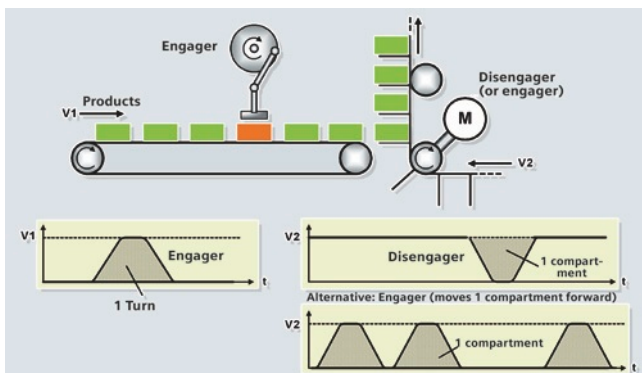 Engager
Products
V1
Disengager
(or engager)
M
V2
V1
Engager
1 Turn
t
V2
Disengager
1 compart-
ment
t
Alternative: Engager (moves 1 compartment forward)
V2
1 compartment
t